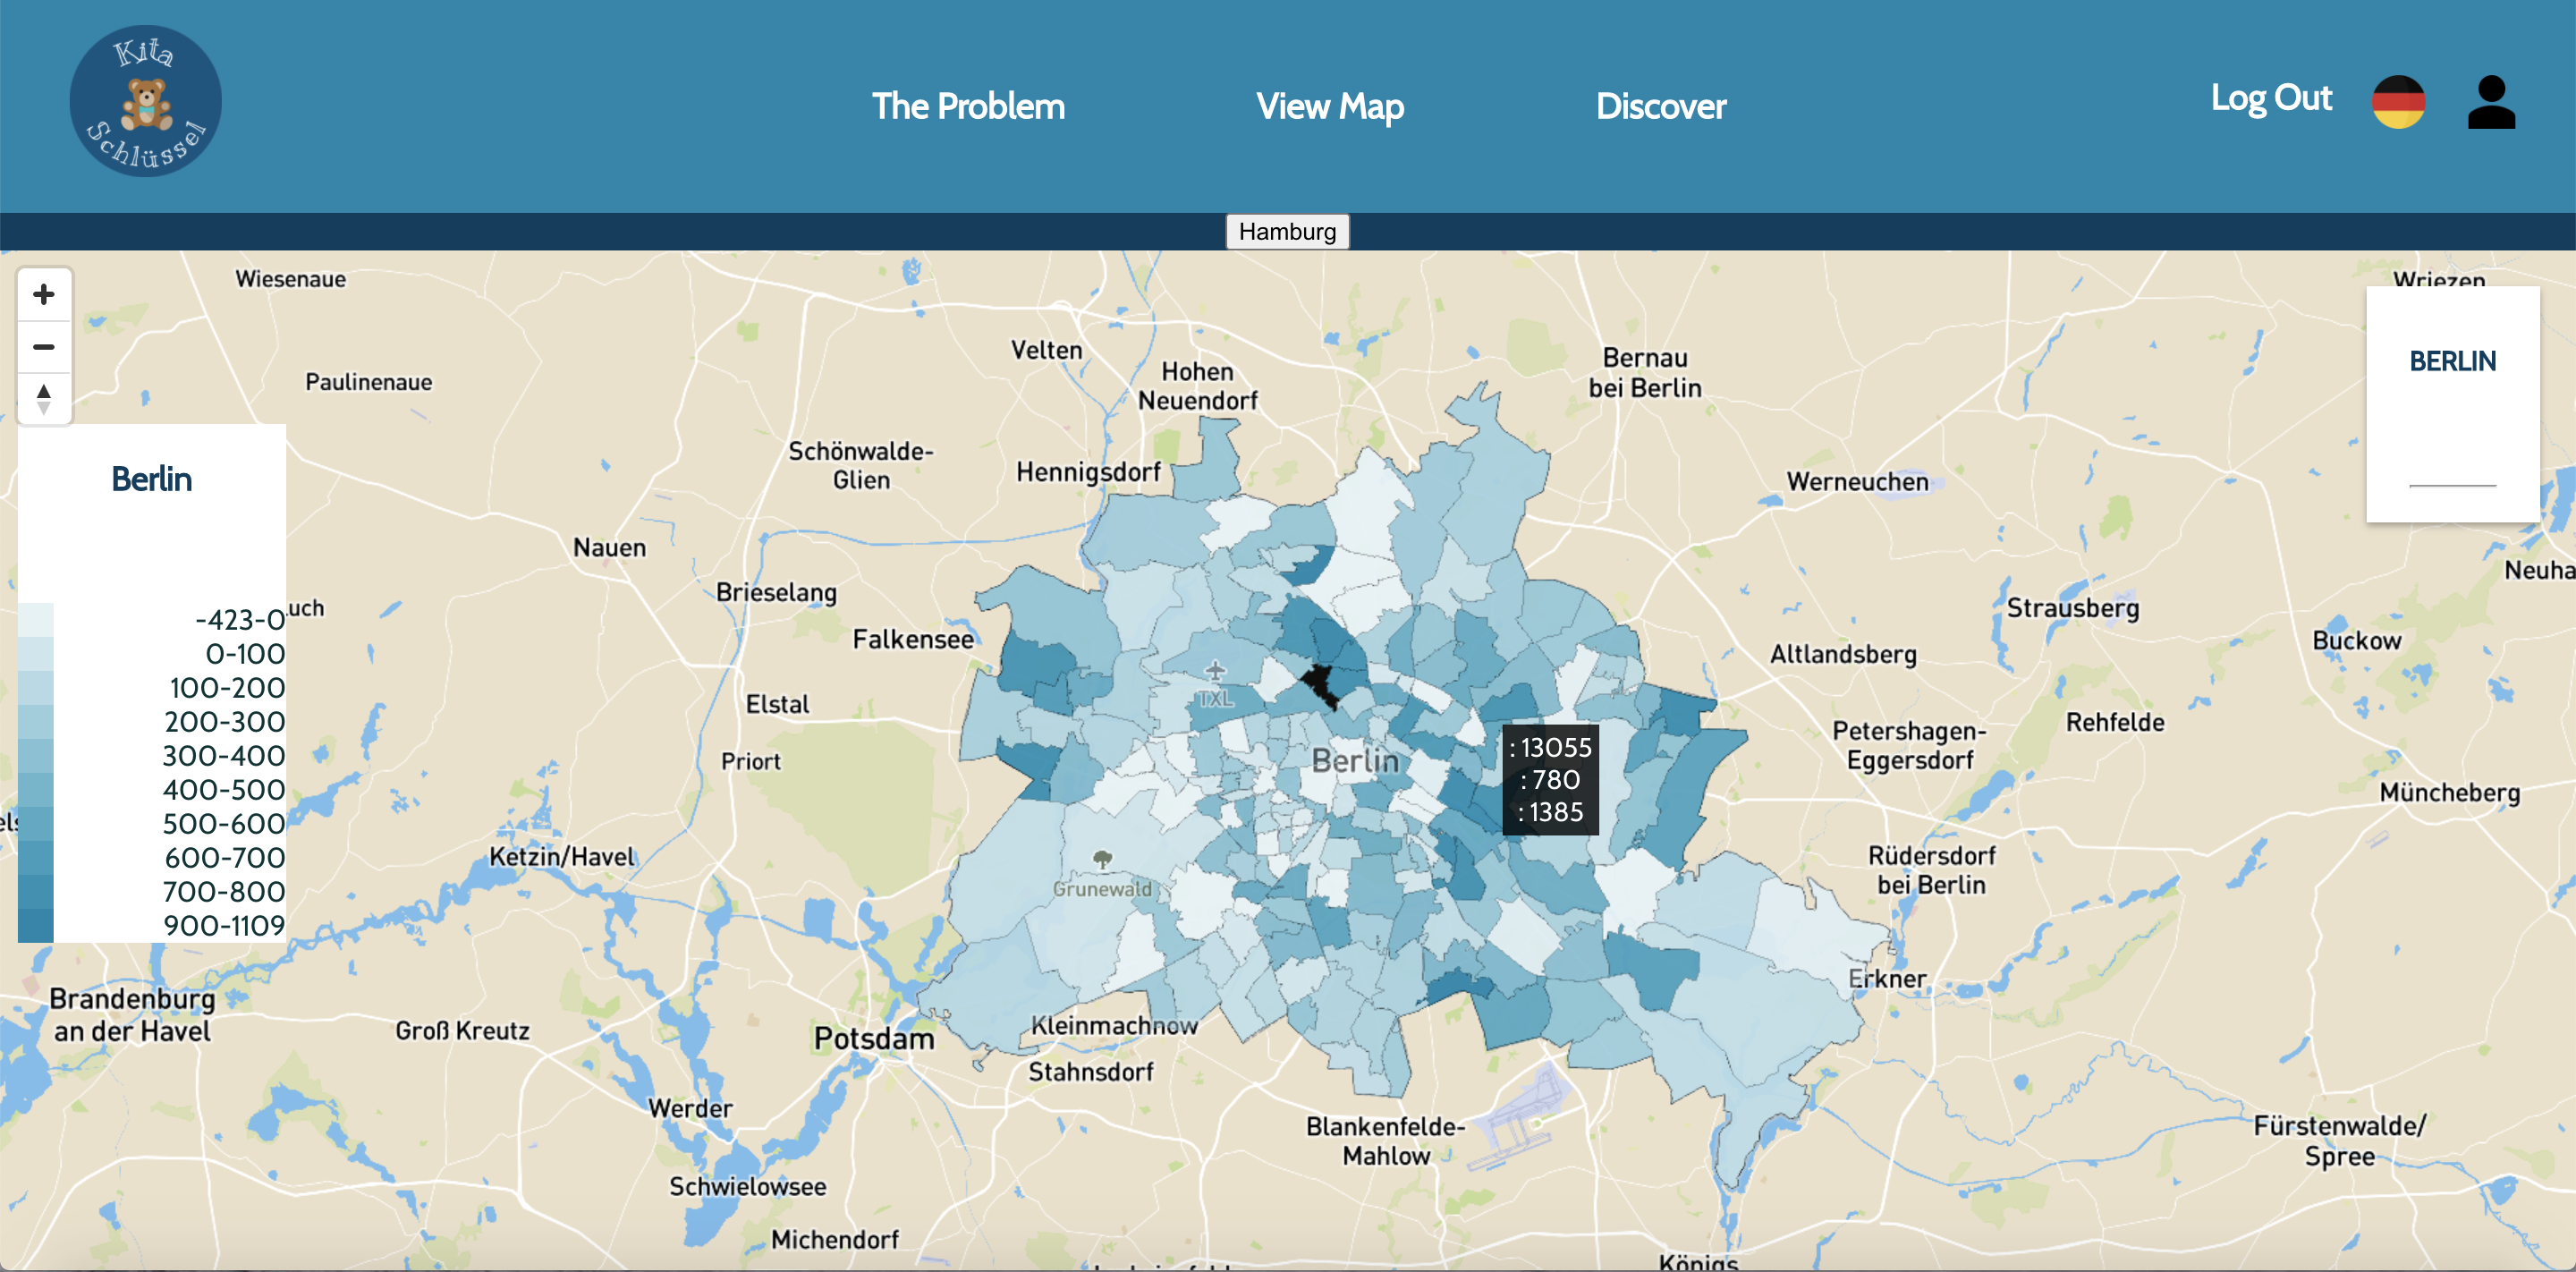 Kita
Schlüssel
The Problem
View Map
Discover
Log Out
Hamburg
Wiesenaue
Wriezen
Velten
Bernau
bei Berlin
BERLIN
Hohen
Neuendorf
Paulinenaue
Schönwalde-
Glien
Hennigsdorf
Werneuchen
Berlin
Nauen
Neuha
Brieselang
uch
Strausberg
Falkensee
Buckow
Altlandsberg
-423-0
0-100
100-200
200-300
300-400
400-500
500-600
600-700
700-800
900-1109
TXL
Elstal
Rehfelde
Petershagen-
Eggersdorf
Priort
Berlin
: 13055
: 780
: 1385
Müncheberg
Ketzin/Havel
Rüdersdorf
bei Berlin
Grunewald
Erkner
Brandenburg
an der Havel
Groß Kreutz
Potsdam
Kleinmachnow
Stahnsdorf
Werder
Blankenfelde-
Mahlow
Fürstenwalde/
Spree
Schwielowsee
Michendorf
Königs